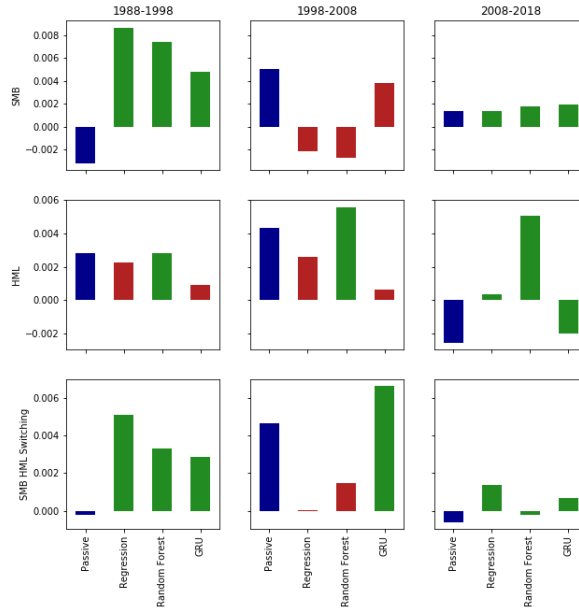 1988-1998 1998-2008 2008-2018
SMB
0.008
0.006
0.004
0.002
0.000
−0.002
HML
0.006
0.004
0.002
0.000
−0.002
SMB HML Switching
0.006
0.004
0.002
0.000
Passive
Regression
Random Forest
GRU
Passive
Regression
Random Forest
GRU
Passive
Regression
Random Forest
GRU